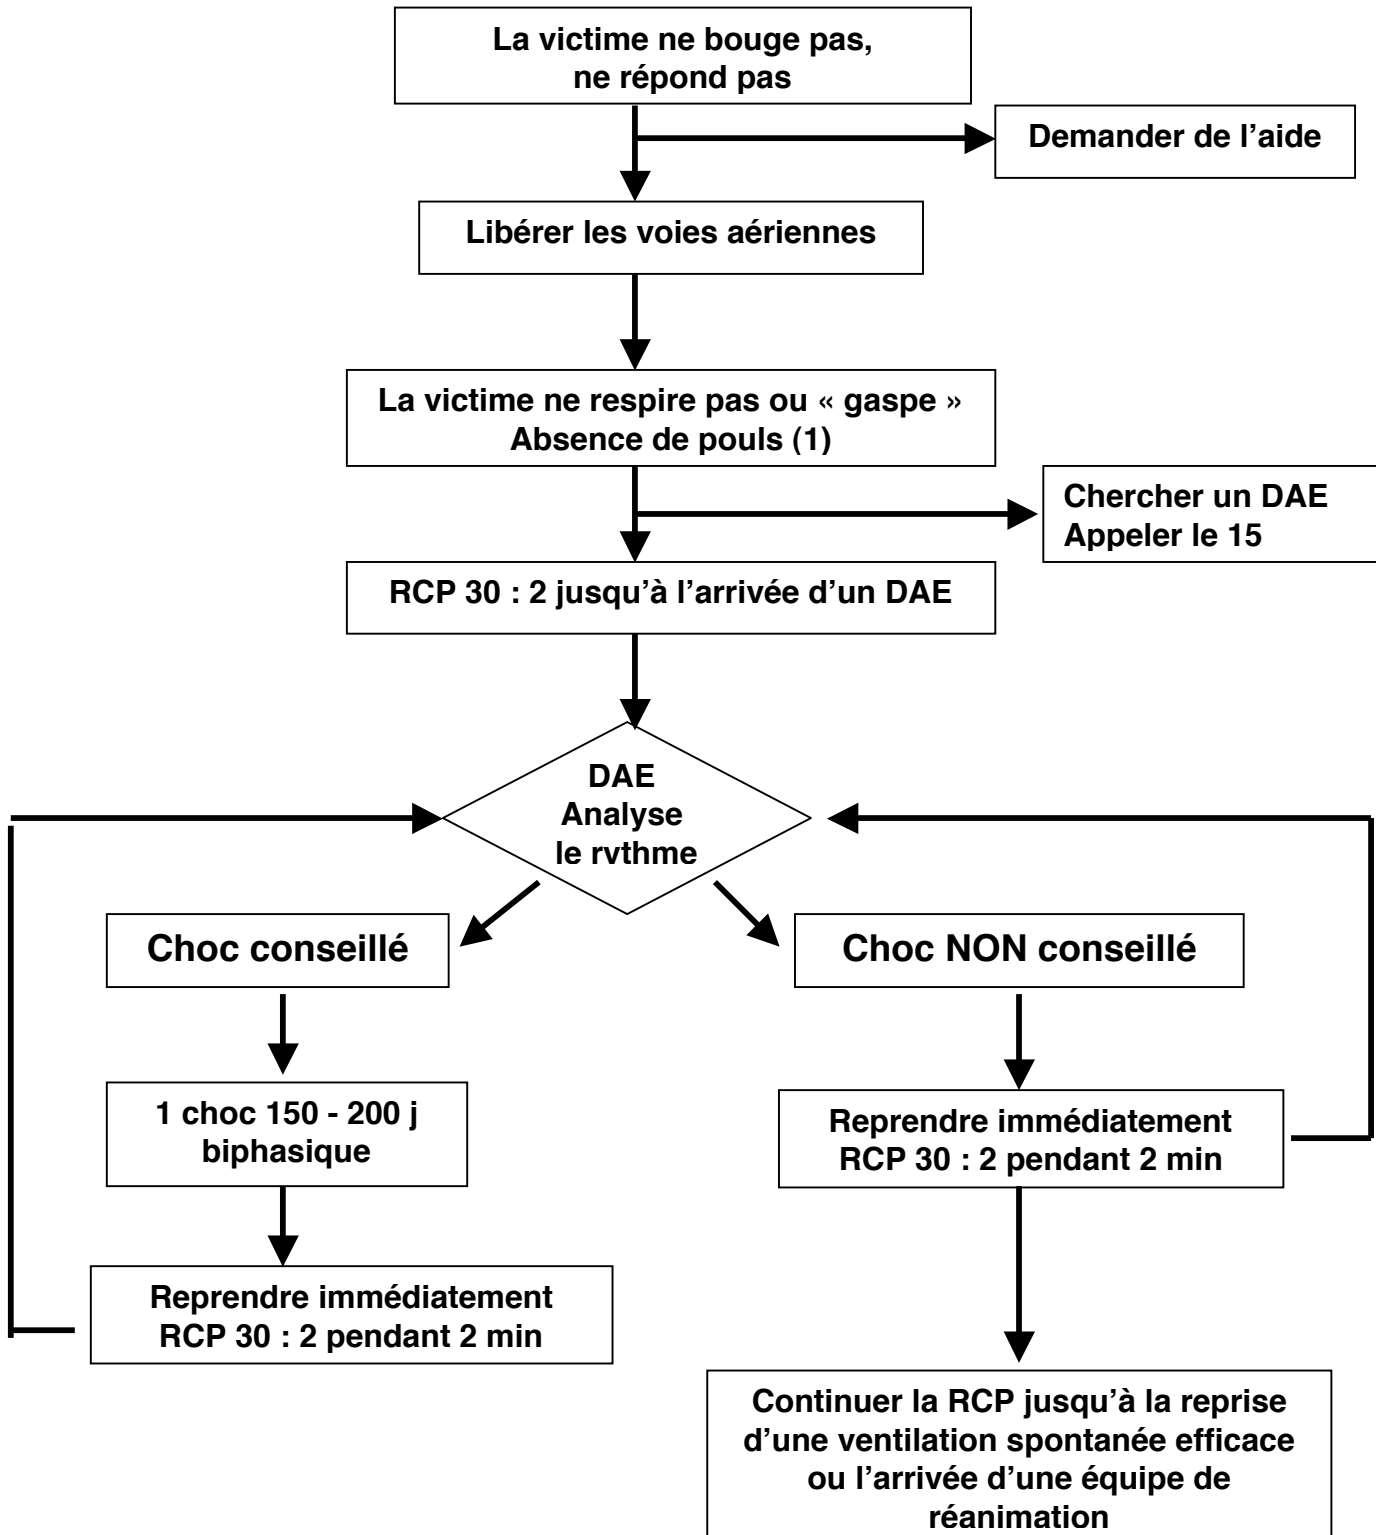 La victime ne bouge pas,
ne répond pas
Demander de l’aide
Libérer les voies aériennes
La victime ne respire pas ou « gaspe »
Absence de pouls (1)
Chercher un DAE
Appeler le 15
RCP 30 : 2 jusqu’à l’arrivée d’un DAE
DAE
Analyse
le rythme
Choc conseillé
Choc NON conseillé
1 choc 150 - 200 j
biphasique
Reprendre immédiatement
RCP 30 : 2 pendant 2 min
Reprendre immédiatement
RCP 30 : 2 pendant 2 min
Continuer la RCP jusqu’à la reprise
d’une ventilation spontanée efficace
ou l’arrivée d’une équipe de
réanimation